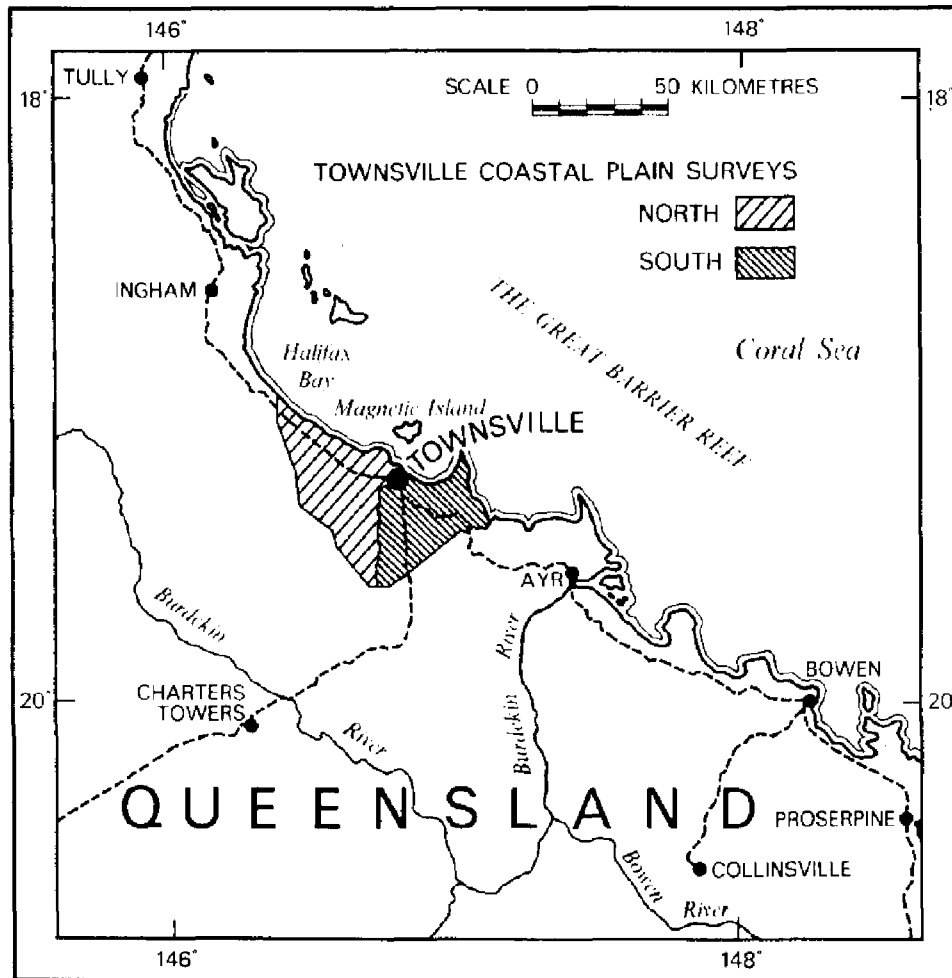 146°
148°
TULLY
SCALE 0 50 KILOMETRES
18°
18°
TOWNSVILLE COASTAL PLAIN SURVEYS
NORTH
SOUTH
INGHAM
THE GREAT BARRIER REEF
Coral Sea
Halifax
Bay
Magnetic Island
TOWNSVILLE
AYR
Burdekin
River
BOWEN
CHARTERS
TOWERS
20°
20°
River
Burdekin
QUEENSLAND
PROSERPINE
COLLINSVILLE
Bowen
River
146°
148°